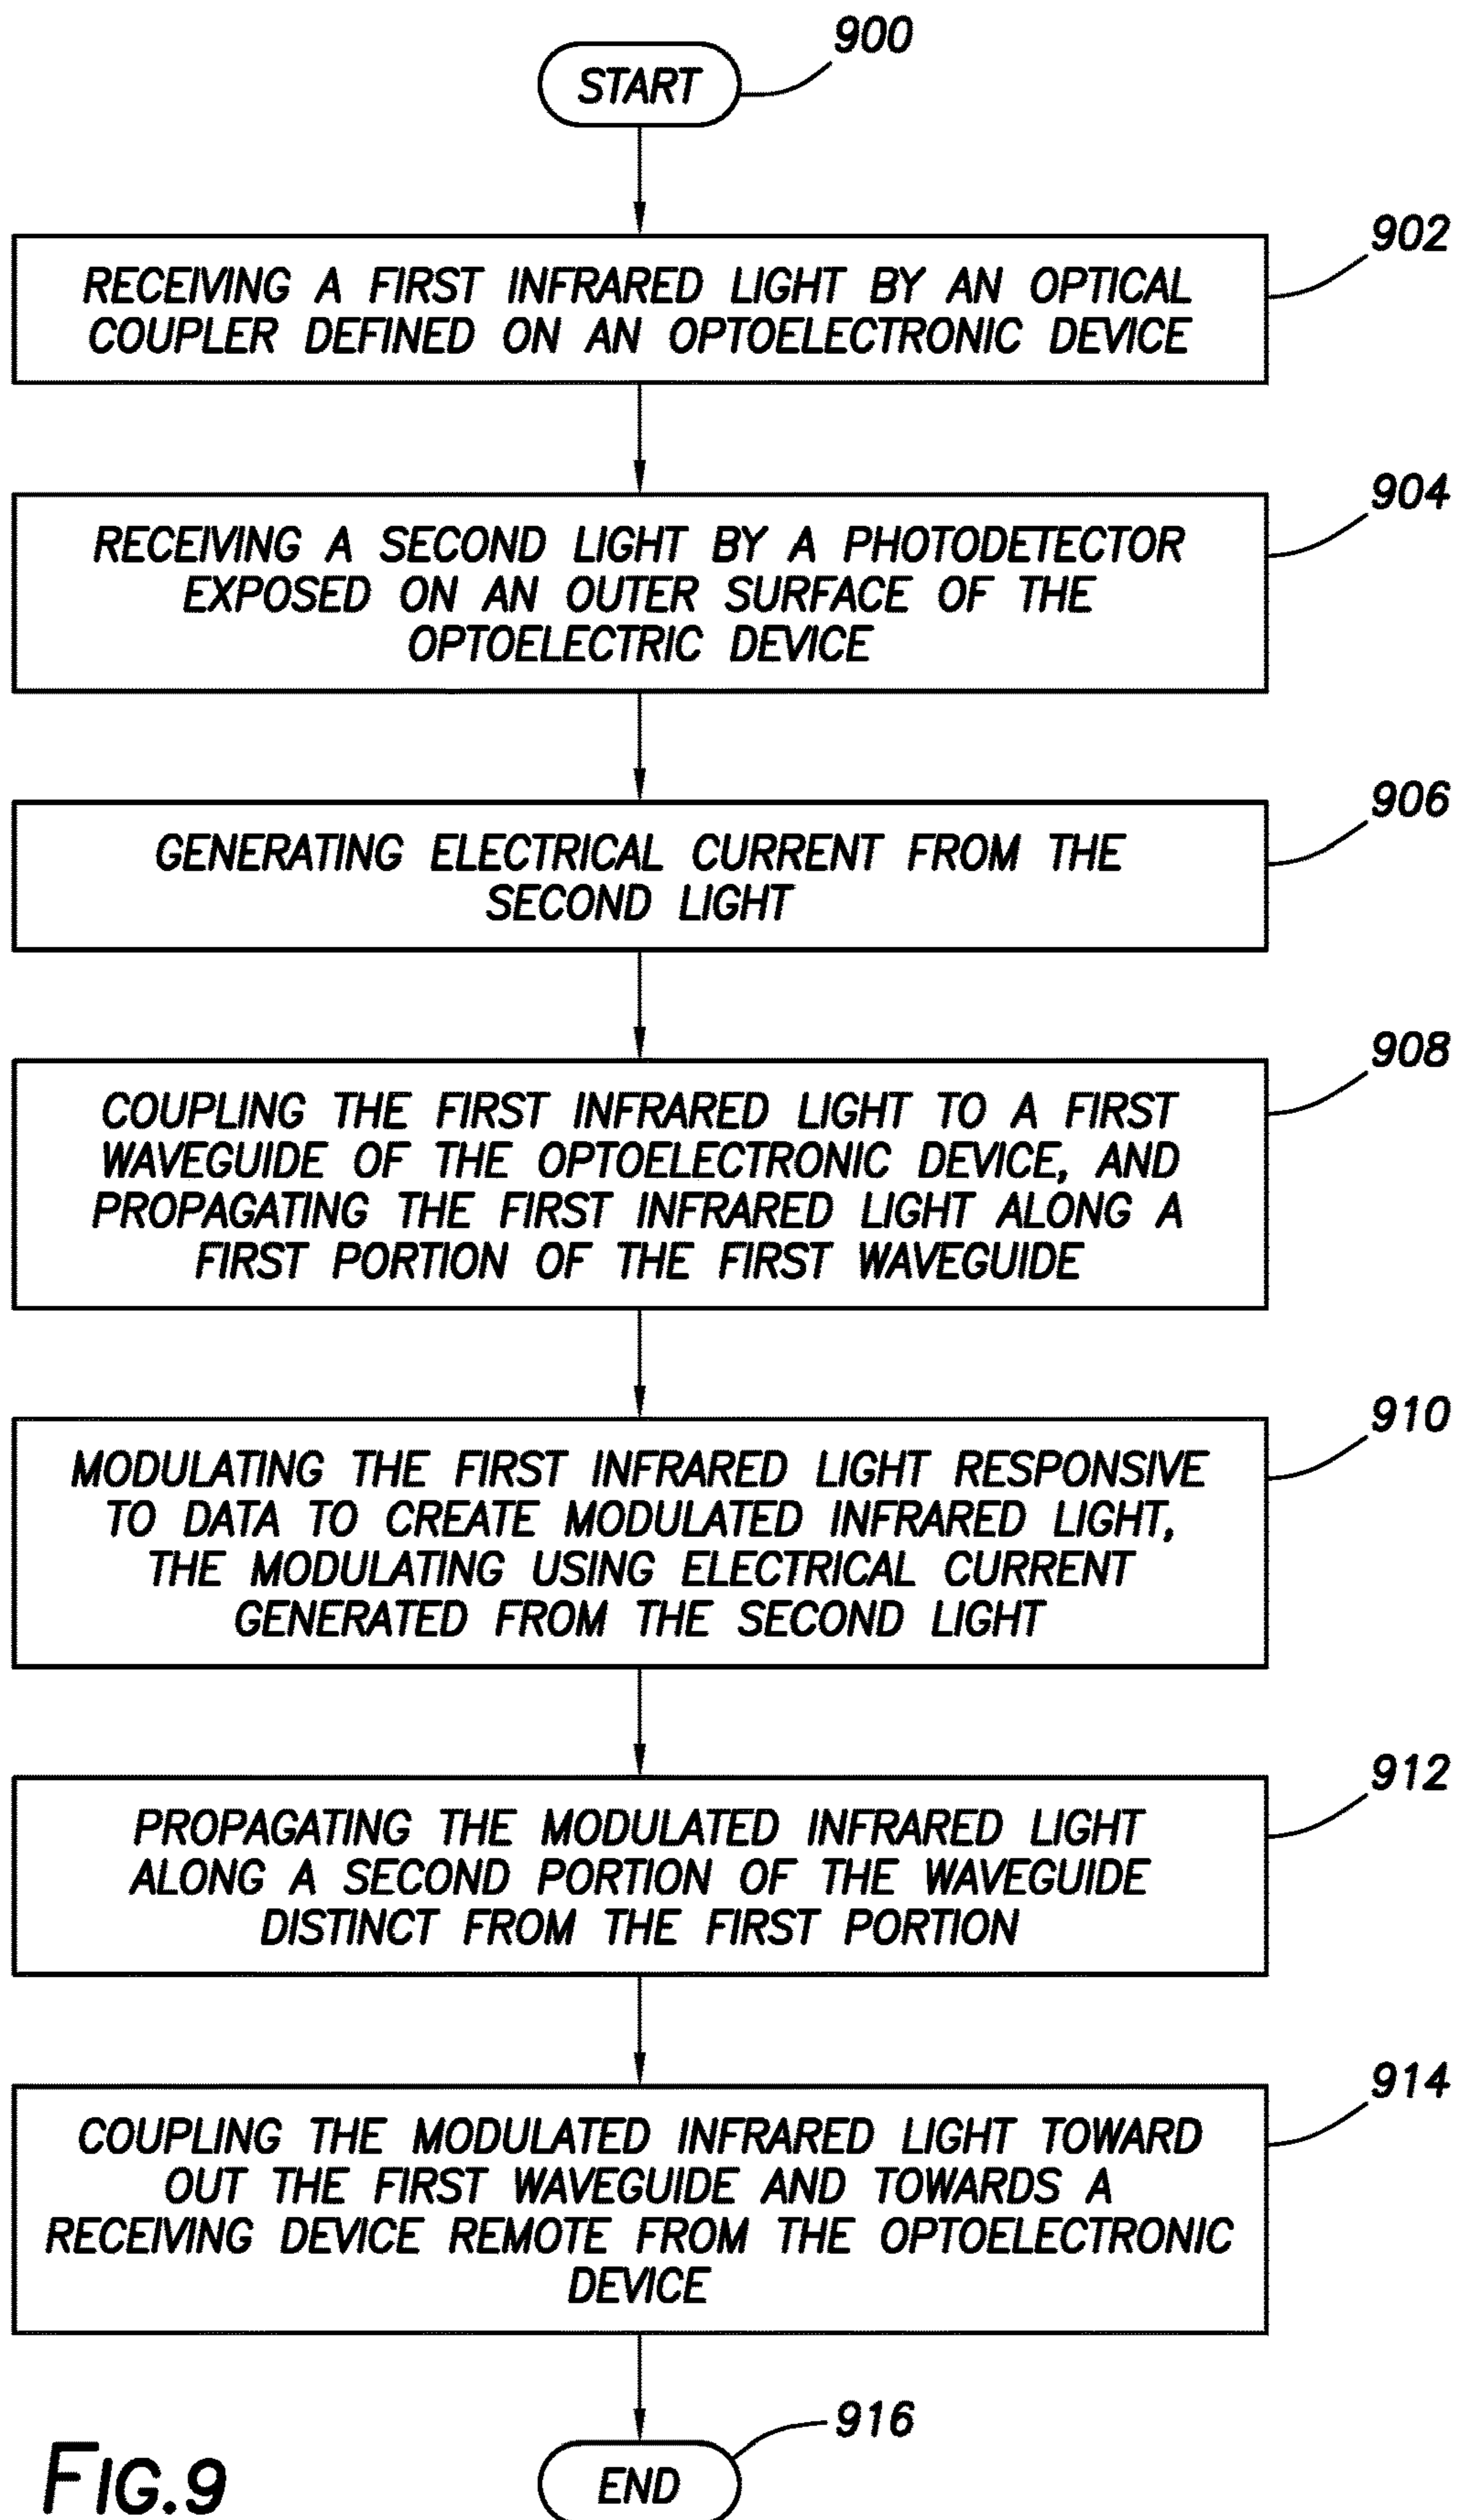 900
START
902
RECEIVING A FIRST INFRARED LIGHT BY AN OPTICAL
COUPLER DEFINED ON AN OPTOELECTRONIC DEVICE
904
RECEIVING A SECOND LIGHT BY A PHOTODETECTOR
EXPOSED ON AN OUTER SURFACE OF THE
OPTOELECTRIC DEVICE
906
GENERATING ELECTRICAL CURRENT FROM THE
SECOND LIGHT
908
COUPLING THE FIRST INFRARED LIGHT TO A FIRST
WAVEGUIDE OF THE OPTOELECTRONIC DEVICE, AND
PROPAGATING THE FIRST INFRARED LIGHT ALONG A
FIRST PORTION OF THE FIRST WAVEGUIDE
910
MODULATING THE FIRST INFRARED LIGHT RESPONSIVE
TO DATA TO CREATE MODULATED INFRARED LIGHT,
THE MODULATING USING ELECTRICAL CURRENT
GENERATED FROM THE SECOND LIGHT
912
PROPAGATING THE MODULATED INFRARED LIGHT
ALONG A SECOND PORTION OF THE WAVEGUIDE
DISTINCT FROM THE FIRST PORTION
914
COUPLING THE MODULATED INFRARED LIGHT TOWARD
OUT THE FIRST WAVEGUIDE AND TOWARDS A
RECEIVING DEVICE REMOTE FROM THE OPTOELECTRONIC
DEVICE
916
END
FIG.9